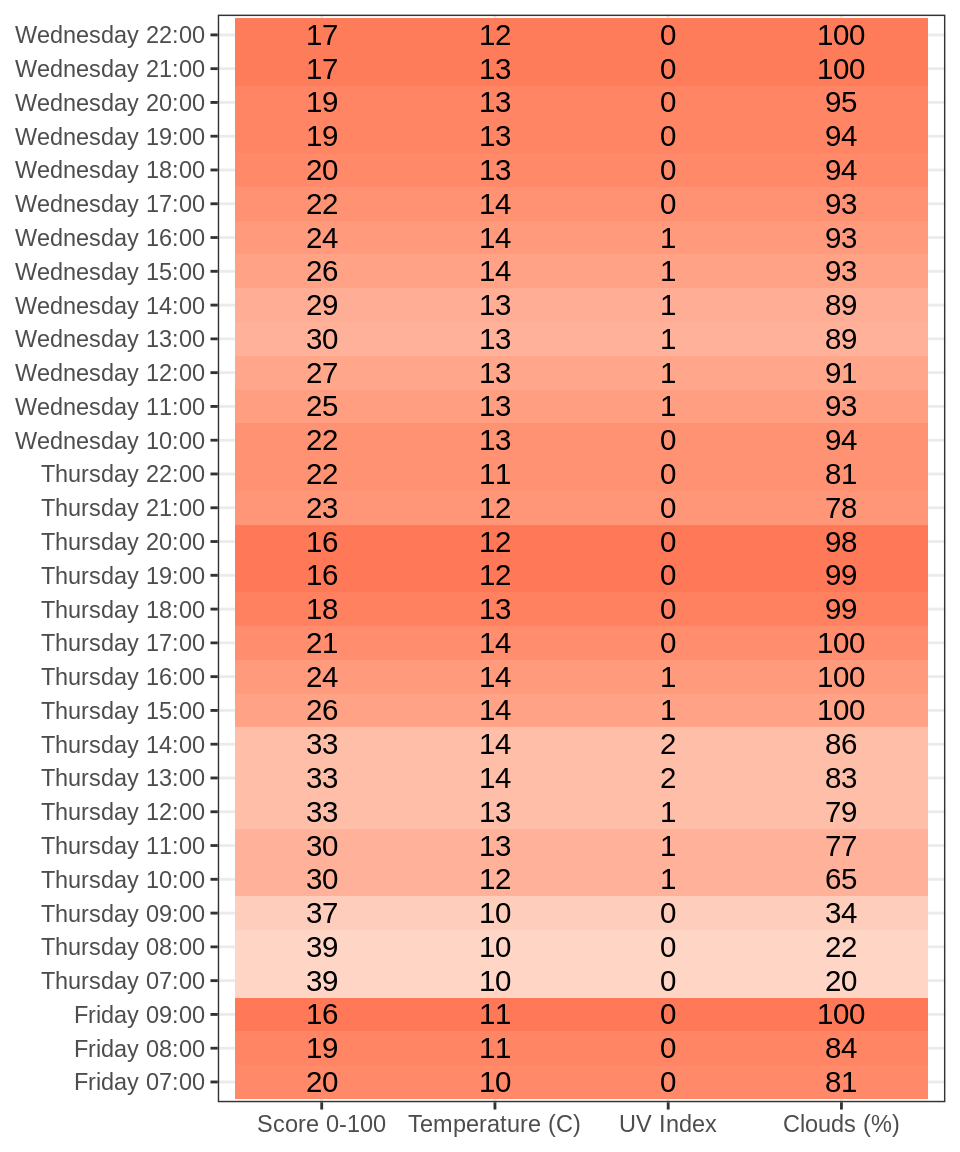 Wednesday 22:00 17 12 0 100
Wednesday 21:00 17 13 0 100
Wednesday 20:00 19 13 0 95
Wednesday 19:00 19 13 0 94
Wednesday 18:00 20 13 0 94
Wednesday 17:00 22 14 0 93
Wednesday 16:00 24 14 1 93
Wednesday 15:00 26 14 1 93
Wednesday 14:00 29 13 1 89
Wednesday 13:00 30 13 1 89
Wednesday 12:00 27 13 1 91
Wednesday 11:00 25 13 1 93
Wednesday 10:00 22 13 0 94
Thursday 22:00 22 11 0 81
Thursday 21:00 23 12 0 78
Thursday 20:00 16 12 0 98
Thursday 19:00 16 12 0 99
Thursday 18:00 18 13 0 99
Thursday 17:00 21 14 0 100
Thursday 16:00 24 14 1 100
Thursday 15:00 26 14 1 100
Thursday 14:00 33 14 2 86
Thursday 13:00 33 14 2 83
Thursday 12:00 33 13 1 79
Thursday 11:00 30 13 1 77
Thursday 10:00 30 12 1 65
Thursday 09:00 37 10 0 34
Thursday 08:00 39 10 0 22
Thursday 07:00 39 10 0 20
Friday 09:00 16 11 0 100
Friday 08:00 19 11 0 84
Friday 07:00 20 10 0 81
Score 0-100 Temperature (C) UV Index Clouds (%)